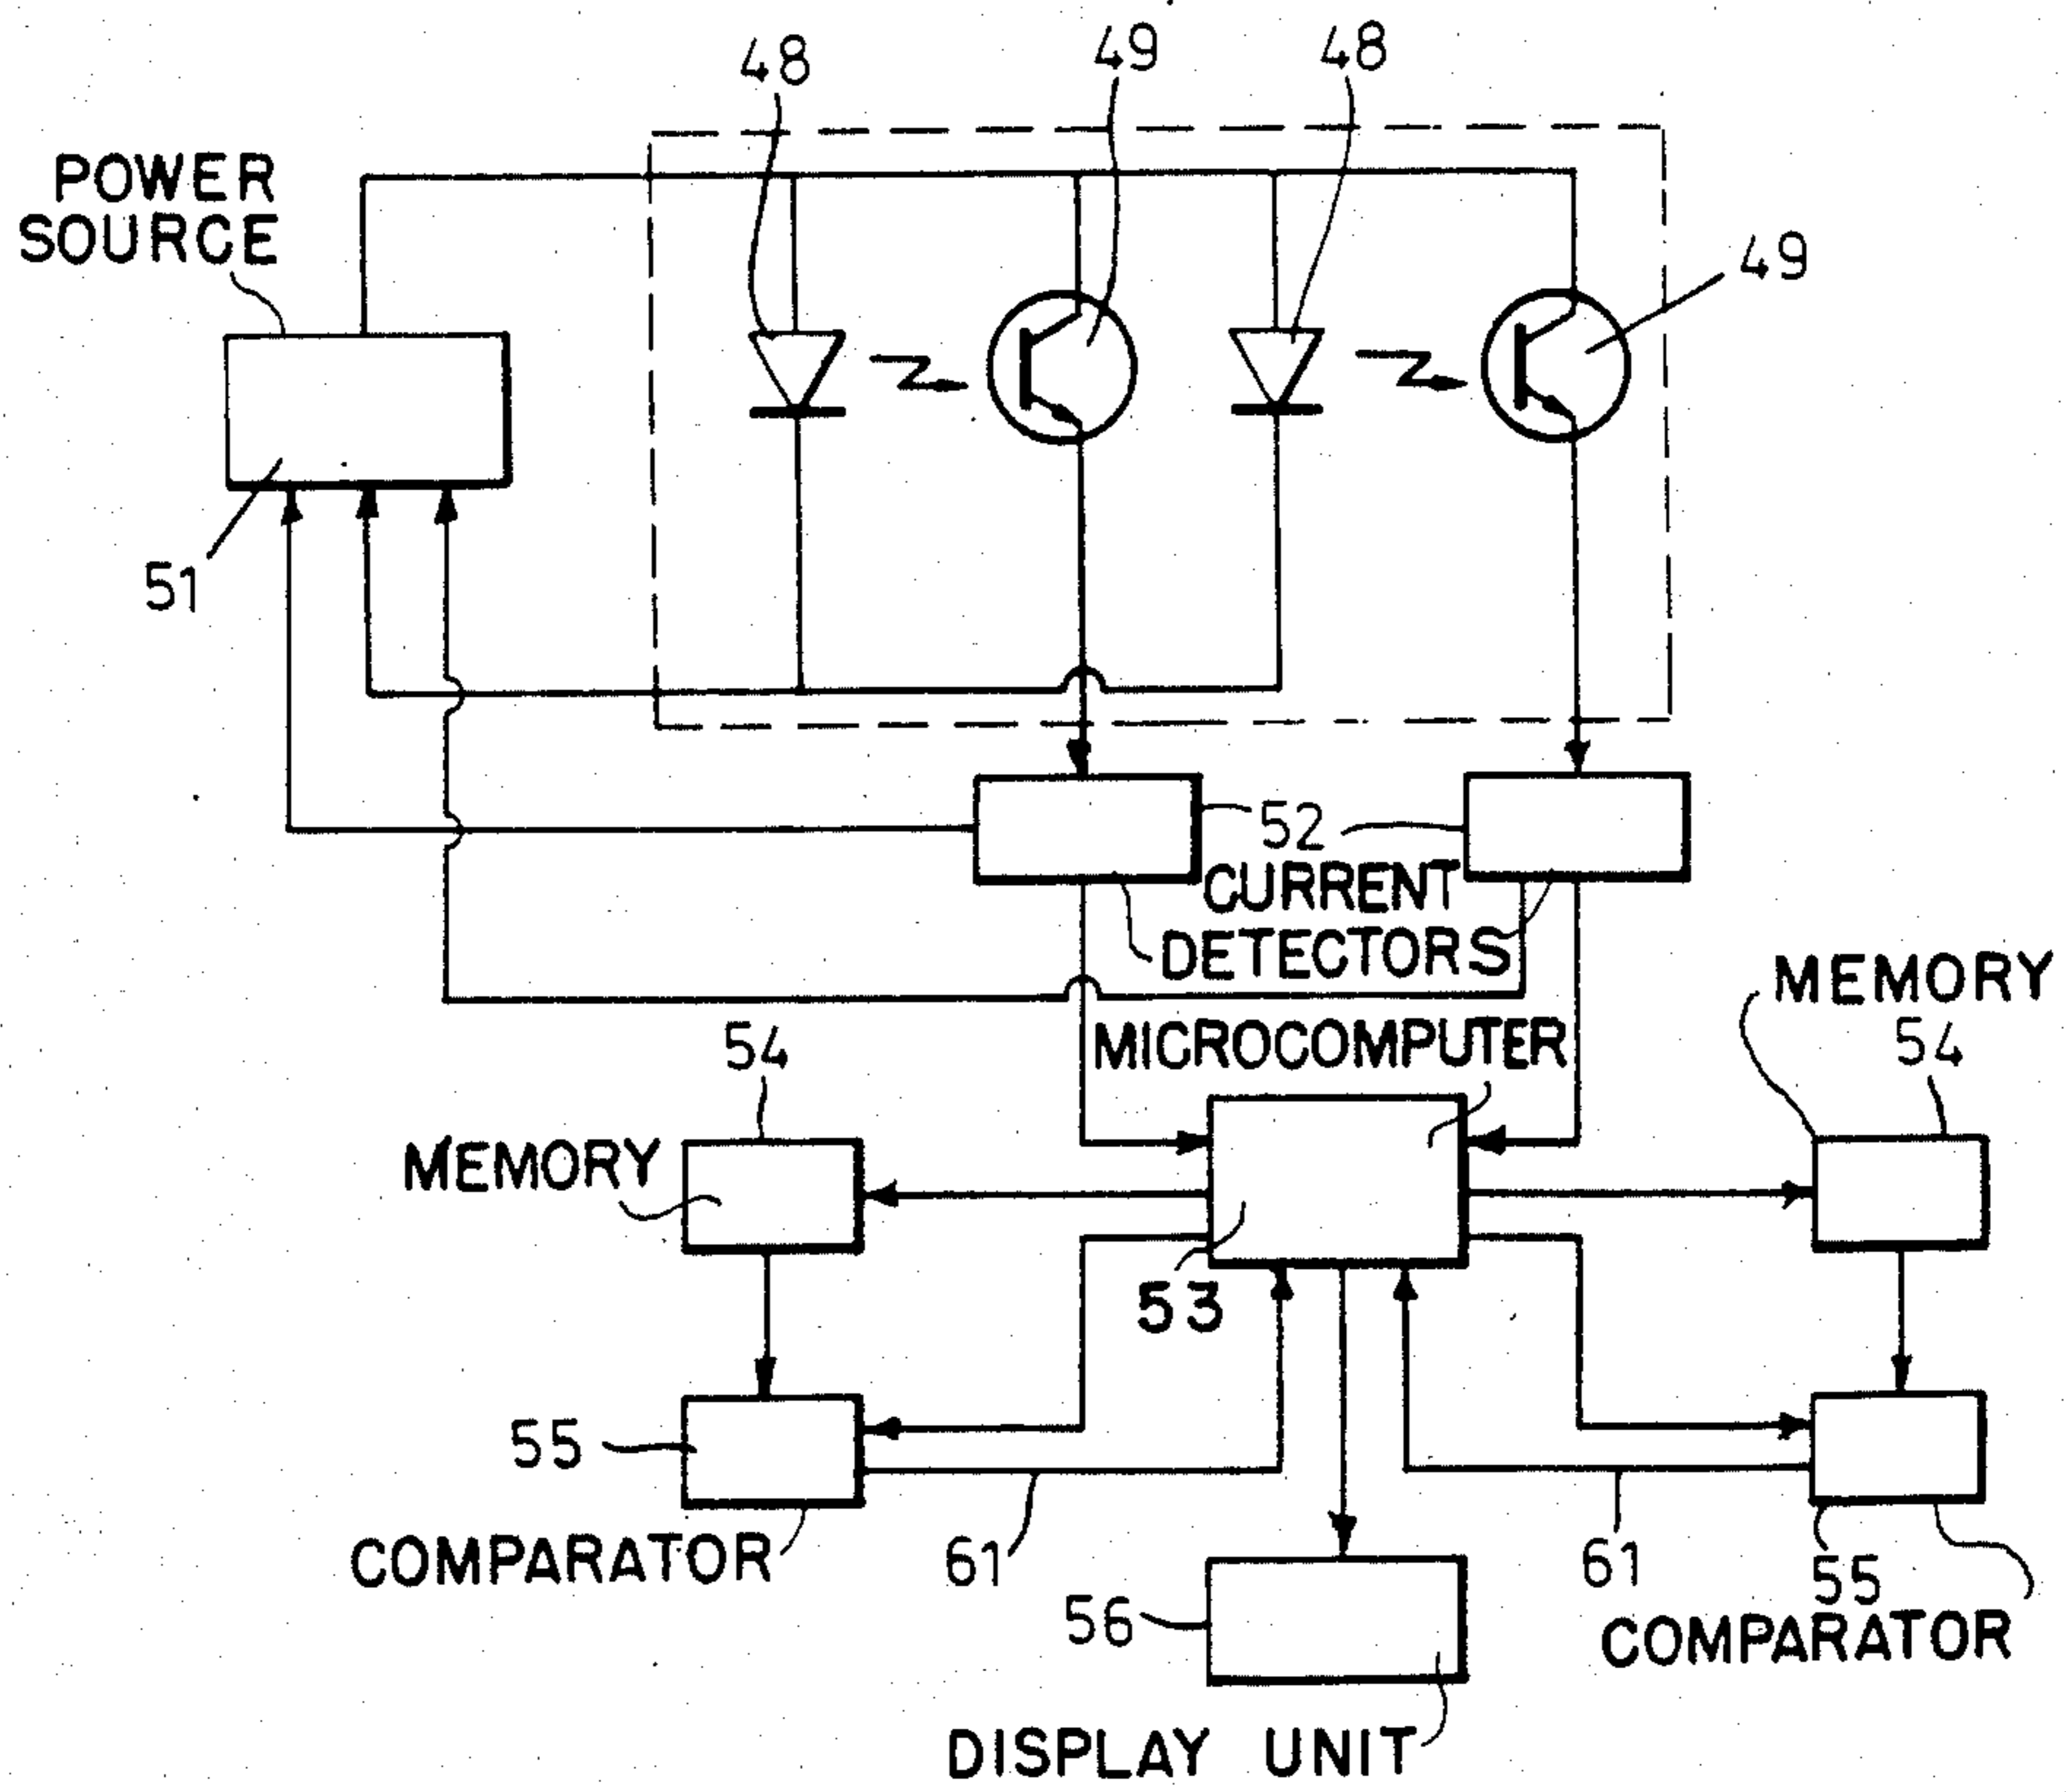 48
49
48
POWER
SOURCE
49
51
52
CURRENT
DETECTORS
MEMORY
54
54
MICROCOMPUTER
MEMORY
53
55
COMPARATOR
61
61
55
COMPARATOR
56
DISPLAY UNIT